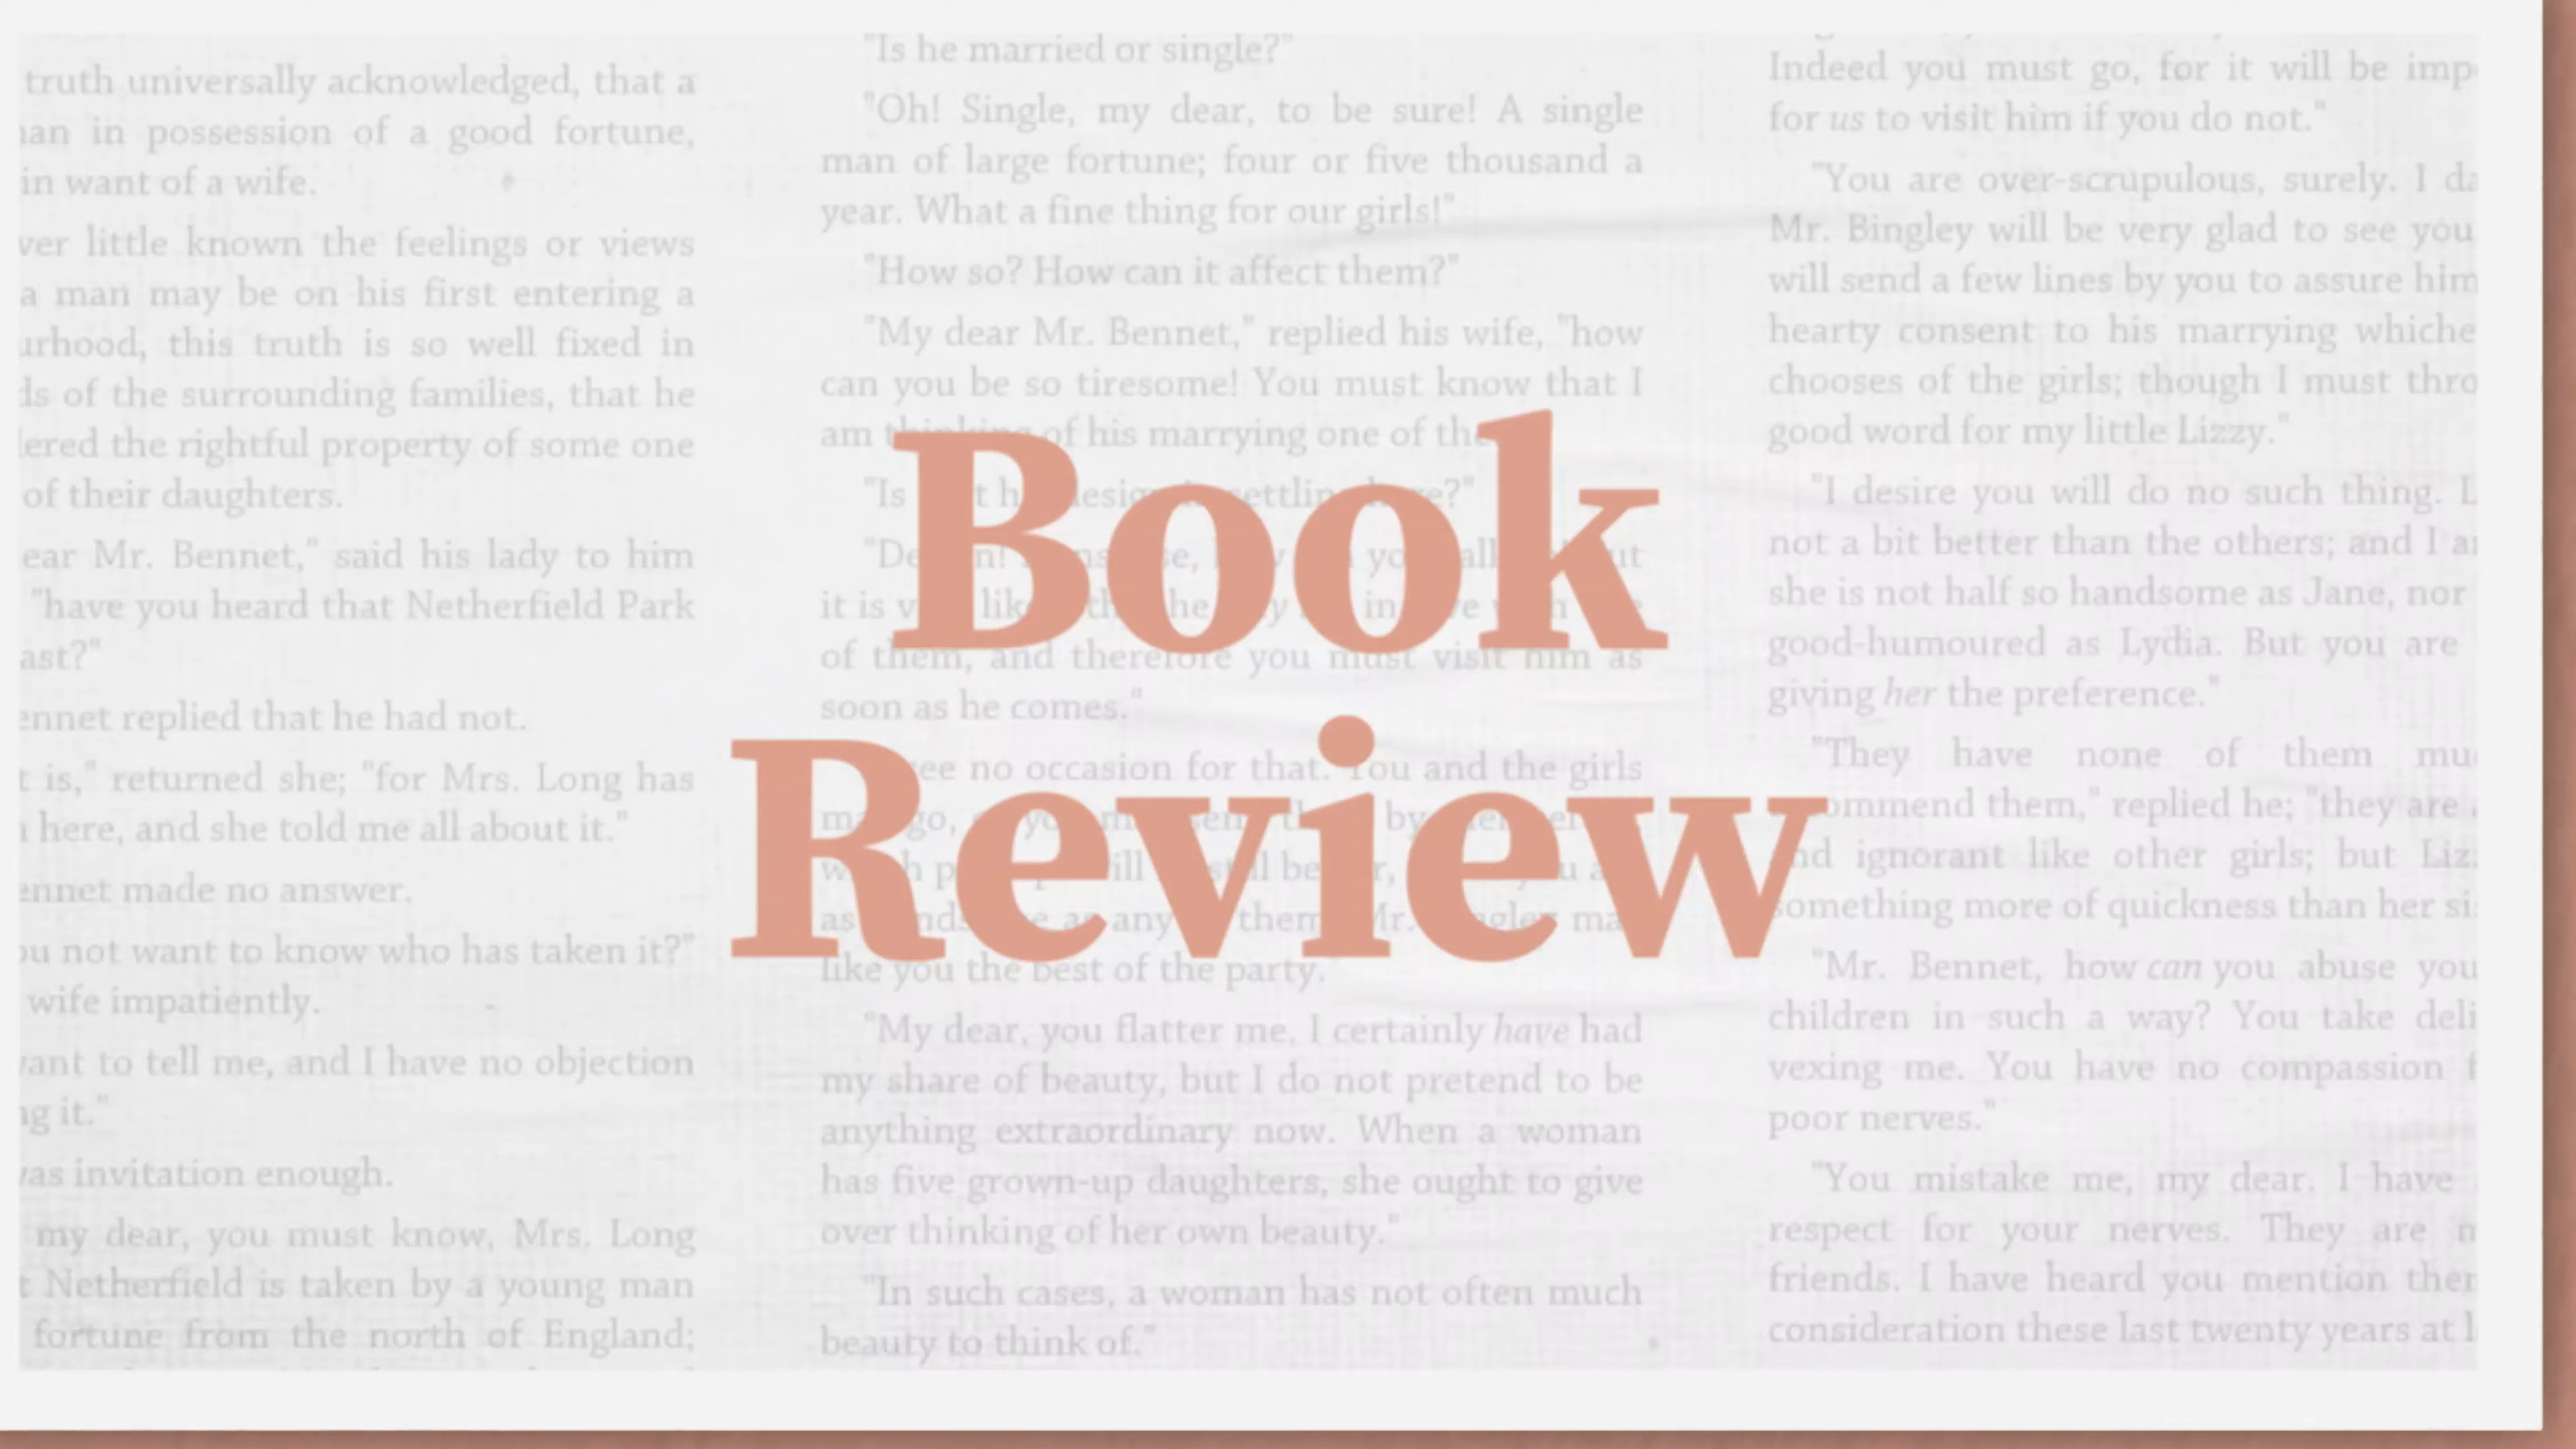 truth universally acknowledged, that a
in possession of a good fortune,
in want of a wife.
little known the feelings or views
a man may be on his first entering a
this truth is so well fixed in
of the surrounding families, that he
the rightful property of some one
of their daughters.
Mr. Bennet," said his lady to him
"have you heard that Netherfield Park
replied that he had not.
is," returned she; "for Mrs. Long has
here, and she told me all about it."
made no answer.
not want to know who has taken it?"
wife impatiently.
to tell me, and I have no objection
it."
invitation enough.
my dear, you must know, Mrs. Long
Netherfield is taken by a young man
fortune from the north of England;
"Is he married or single?"
"Oh! Single, my dear, to be sure! A single
man of large fortune; four or five thousand a
year. What a fine thing for our girls!"
"How so? How can it affect them?"
"My dear Mr. Bennet," replied his wife, "how
can you be so tiresome! You must know that I
am thinking of his marrying one of
"Is
it is
of them, and therefore you must visit him as
soon as he comes."
Book
Review
no occasion for that. You and the girls
like you the best of the party.
"My dear, you flatter me. I certainly have had
my share of beauty, but I do not pretend to be
anything extraordinary now. When a woman
has five grown-up daughters, she ought to give
over thinking of her own beauty."
"In such cases, a woman has not often much
beauty to think of."
Indeed you must go, for it will be
for us to visit him if you do not."
"You are over-scrupulous, surely. I
Mr. Bingley will be very glad to see you
will send a few lines by you to assure him
hearty consent to his marrying
chooses of the girls; though I must
good word for my little Lizzy."
"I desire you will do no such thing.
not a bit better than the others; and I
she is not half so handsome as Jane, nor
good-humoured as Lydia. But you are
giving her the preference."
"They have none of them
them," replied he; "they are
ignorant like other girls; but
something more of quickness than her
"Mr. Bennet, how can you abuse
children in such a way? You take
vexing me. You have no compassion
poor nerves."
"You mistake me, my dear. I have
respect for your nerves. They are
friends. I have heard you mention
consideration these last twenty years at